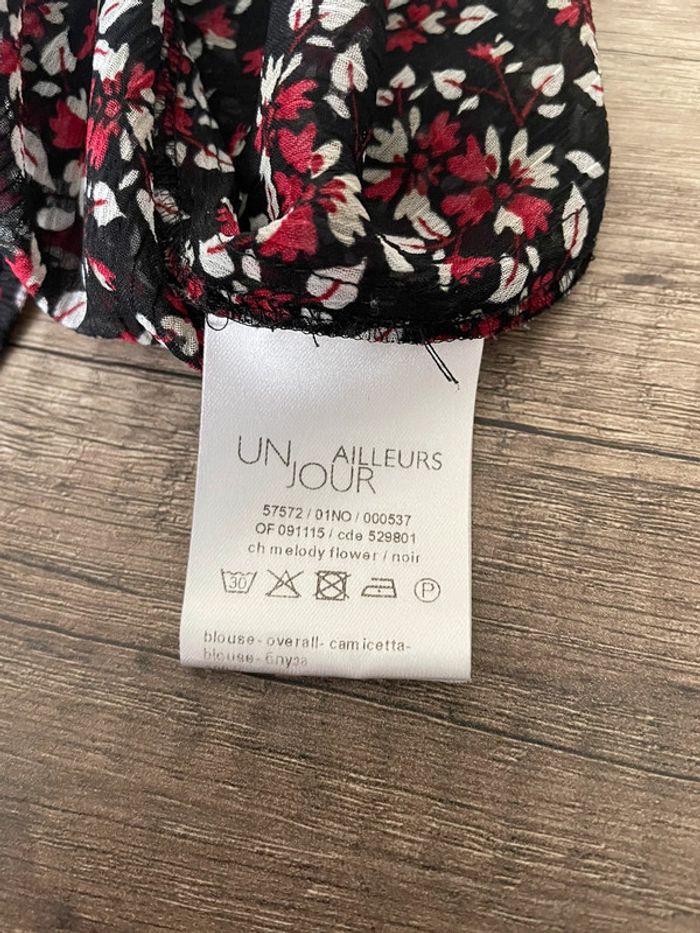 UN JOUR AILLEURS
57572 / 01NO / 000537
OF 091115 / cde 529801
ch melody flower / noir
30 P
blouse- overall- camicetta-
blouse- блуза